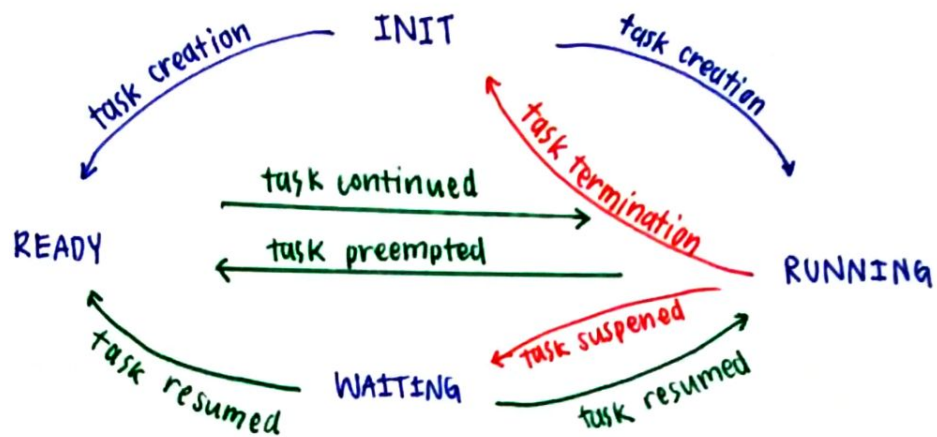 INIT
task creation
task creation
task termination
task continued
READY
task preempted
RUNNING
task suspened
task resumed
WAITING
task resumed